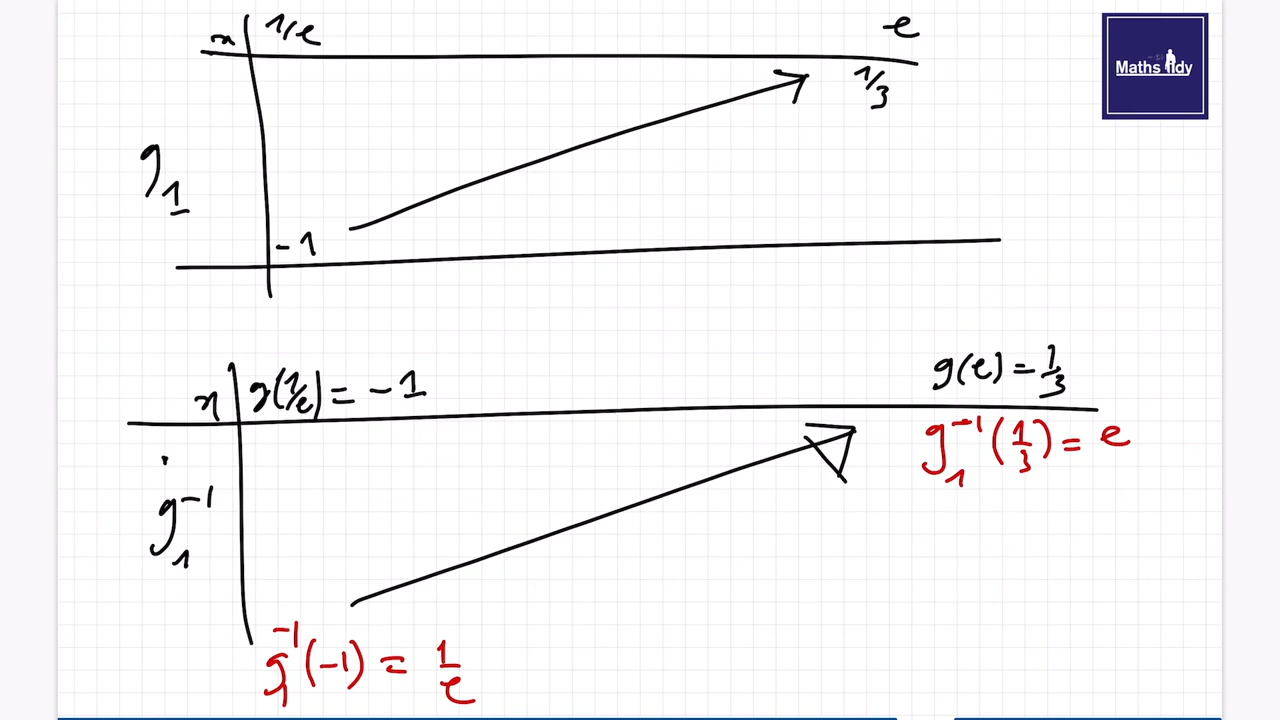 x 1/e e
Maths Udy
1/3
g₁
-1
x g(1/e) = -1 g(e) = 1/3
g₁⁻¹(1/3) = e
g₁⁻¹
g₁⁻¹(-1) = 1/e